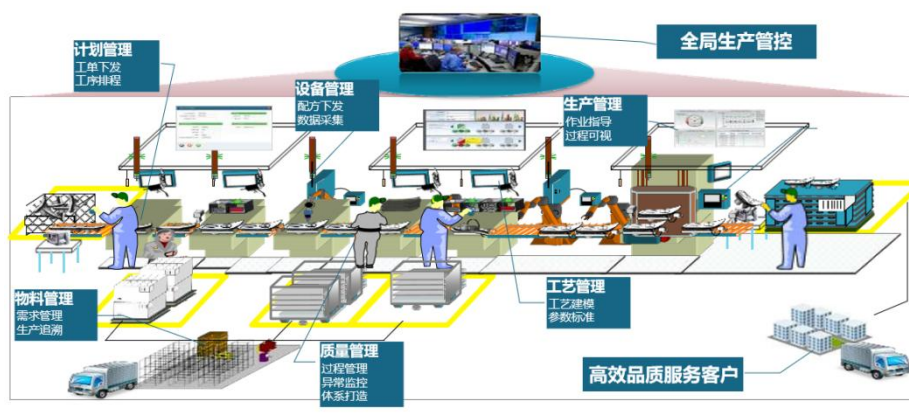 全局生产管控
计划管理
工单下发
工序排程
设备管理
配方下发
数据采集
生产管理
作业指导
过程可视
物料管理
需求管理
生产追溯
工艺管理
工艺建模
参数标准
质量管理
过程管理
异常监控
体系打造
高效品质服务客户